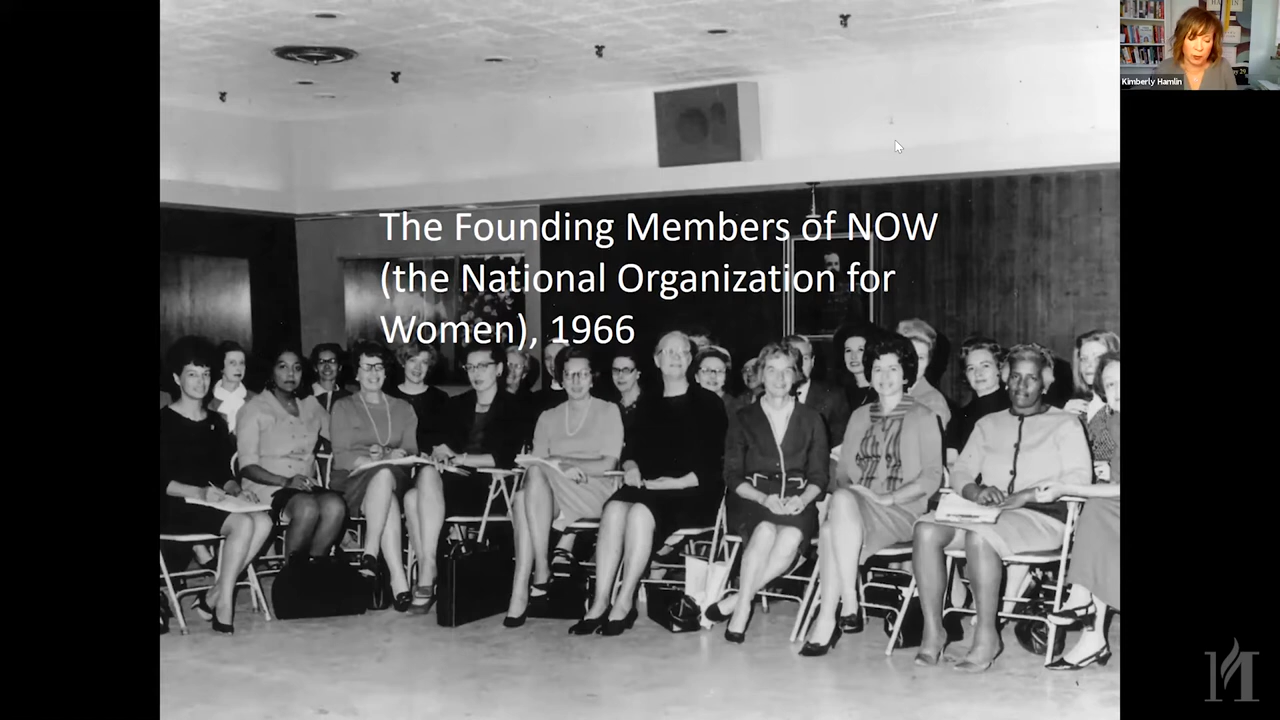 The Founding Members of NOW
(the National Organization for
Women), 1966
Kimberly Hamlin